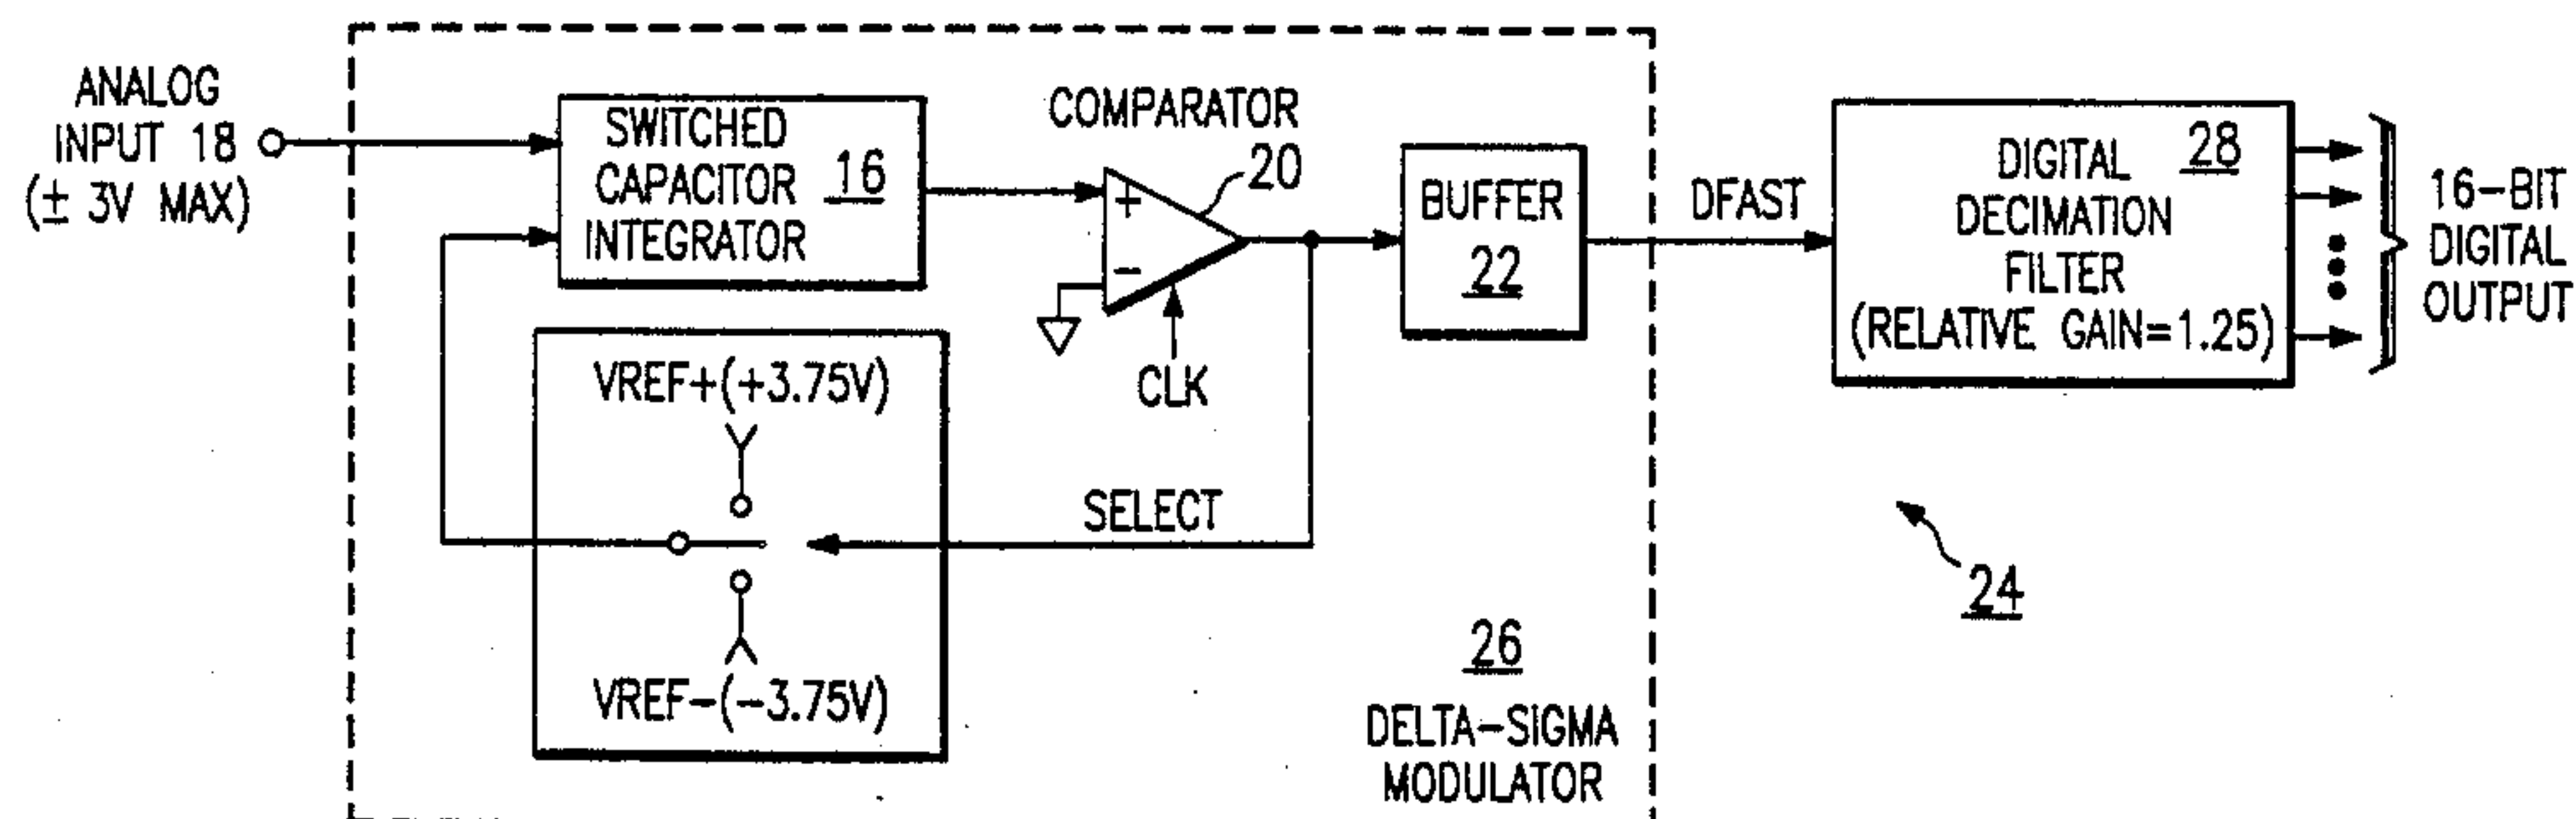 ANALOG
INPUT 18
(± 3V MAX)
SWITCHED
CAPACITOR
INTEGRATOR
16
COMPARATOR
20
+
−
CLK
BUFFER
22
DFAST
28
DIGITAL
DECIMATION
FILTER
(RELATIVE GAIN=1.25)
16−BIT
DIGITAL
OUTPUT
VREF+(+3.75V)
SELECT
VREF−(−3.75V)
24
26
DELTA−SIGMA
MODULATOR